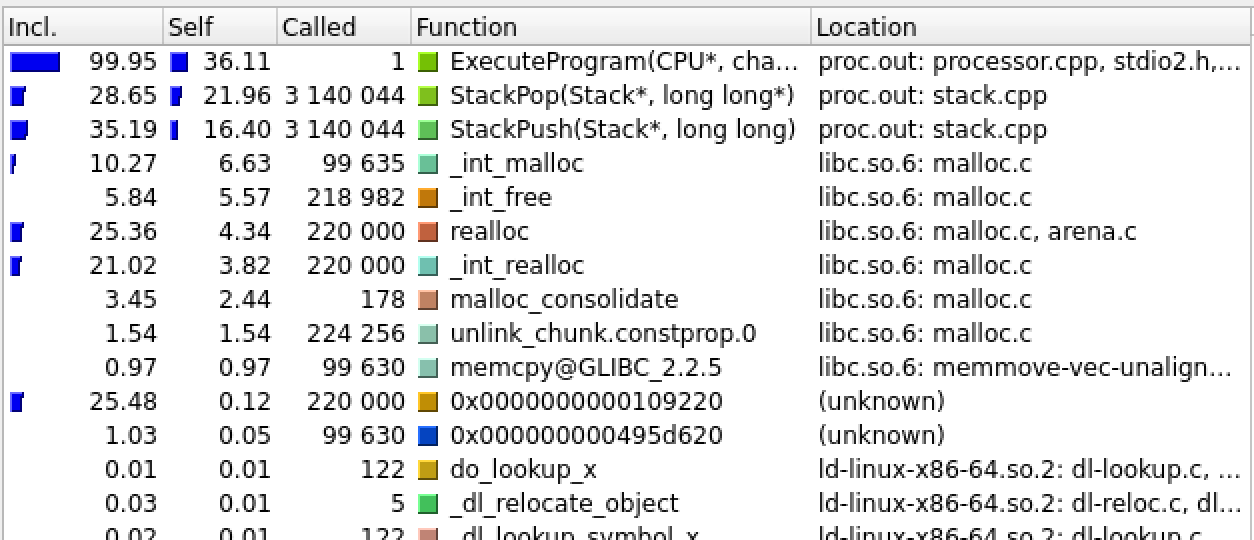 Incl. Self Called Function Location
99.95 36.11 1 ExecuteProgram(CPU*, cha... proc.out: processor.cpp, stdio2.h,...
28.65 21.96 3 140 044 StackPop(Stack*, long long*) proc.out: stack.cpp
35.19 16.40 3 140 044 StackPush(Stack*, long long) proc.out: stack.cpp
10.27 6.63 99 635 _int_malloc libc.so.6: malloc.c
5.84 5.57 218 982 _int_free libc.so.6: malloc.c
25.36 4.34 220 000 realloc libc.so.6: malloc.c, arena.c
21.02 3.82 220 000 _int_realloc libc.so.6: malloc.c
3.45 2.44 178 malloc_consolidate libc.so.6: malloc.c
1.54 1.54 224 256 unlink_chunk.constprop.0 libc.so.6: malloc.c
0.97 0.97 99 630 memcpy@GLIBC_2.2.5 libc.so.6: memmove-vec-unalign...
25.48 0.12 220 000 0x0000000000109220 (unknown)
1.03 0.05 99 630 0x000000000495d620 (unknown)
0.01 0.01 122 do_lookup_x ld-linux-x86-64.so.2: dl-lookup.c, ...
0.03 0.01 5 _dl_relocate_object ld-linux-x86-64.so.2: dl-reloc.c, dl...
0.02 0.01 122 _dl_lookup_symbol_x ld-linux-x86-64.so.2: dl-lookup.c